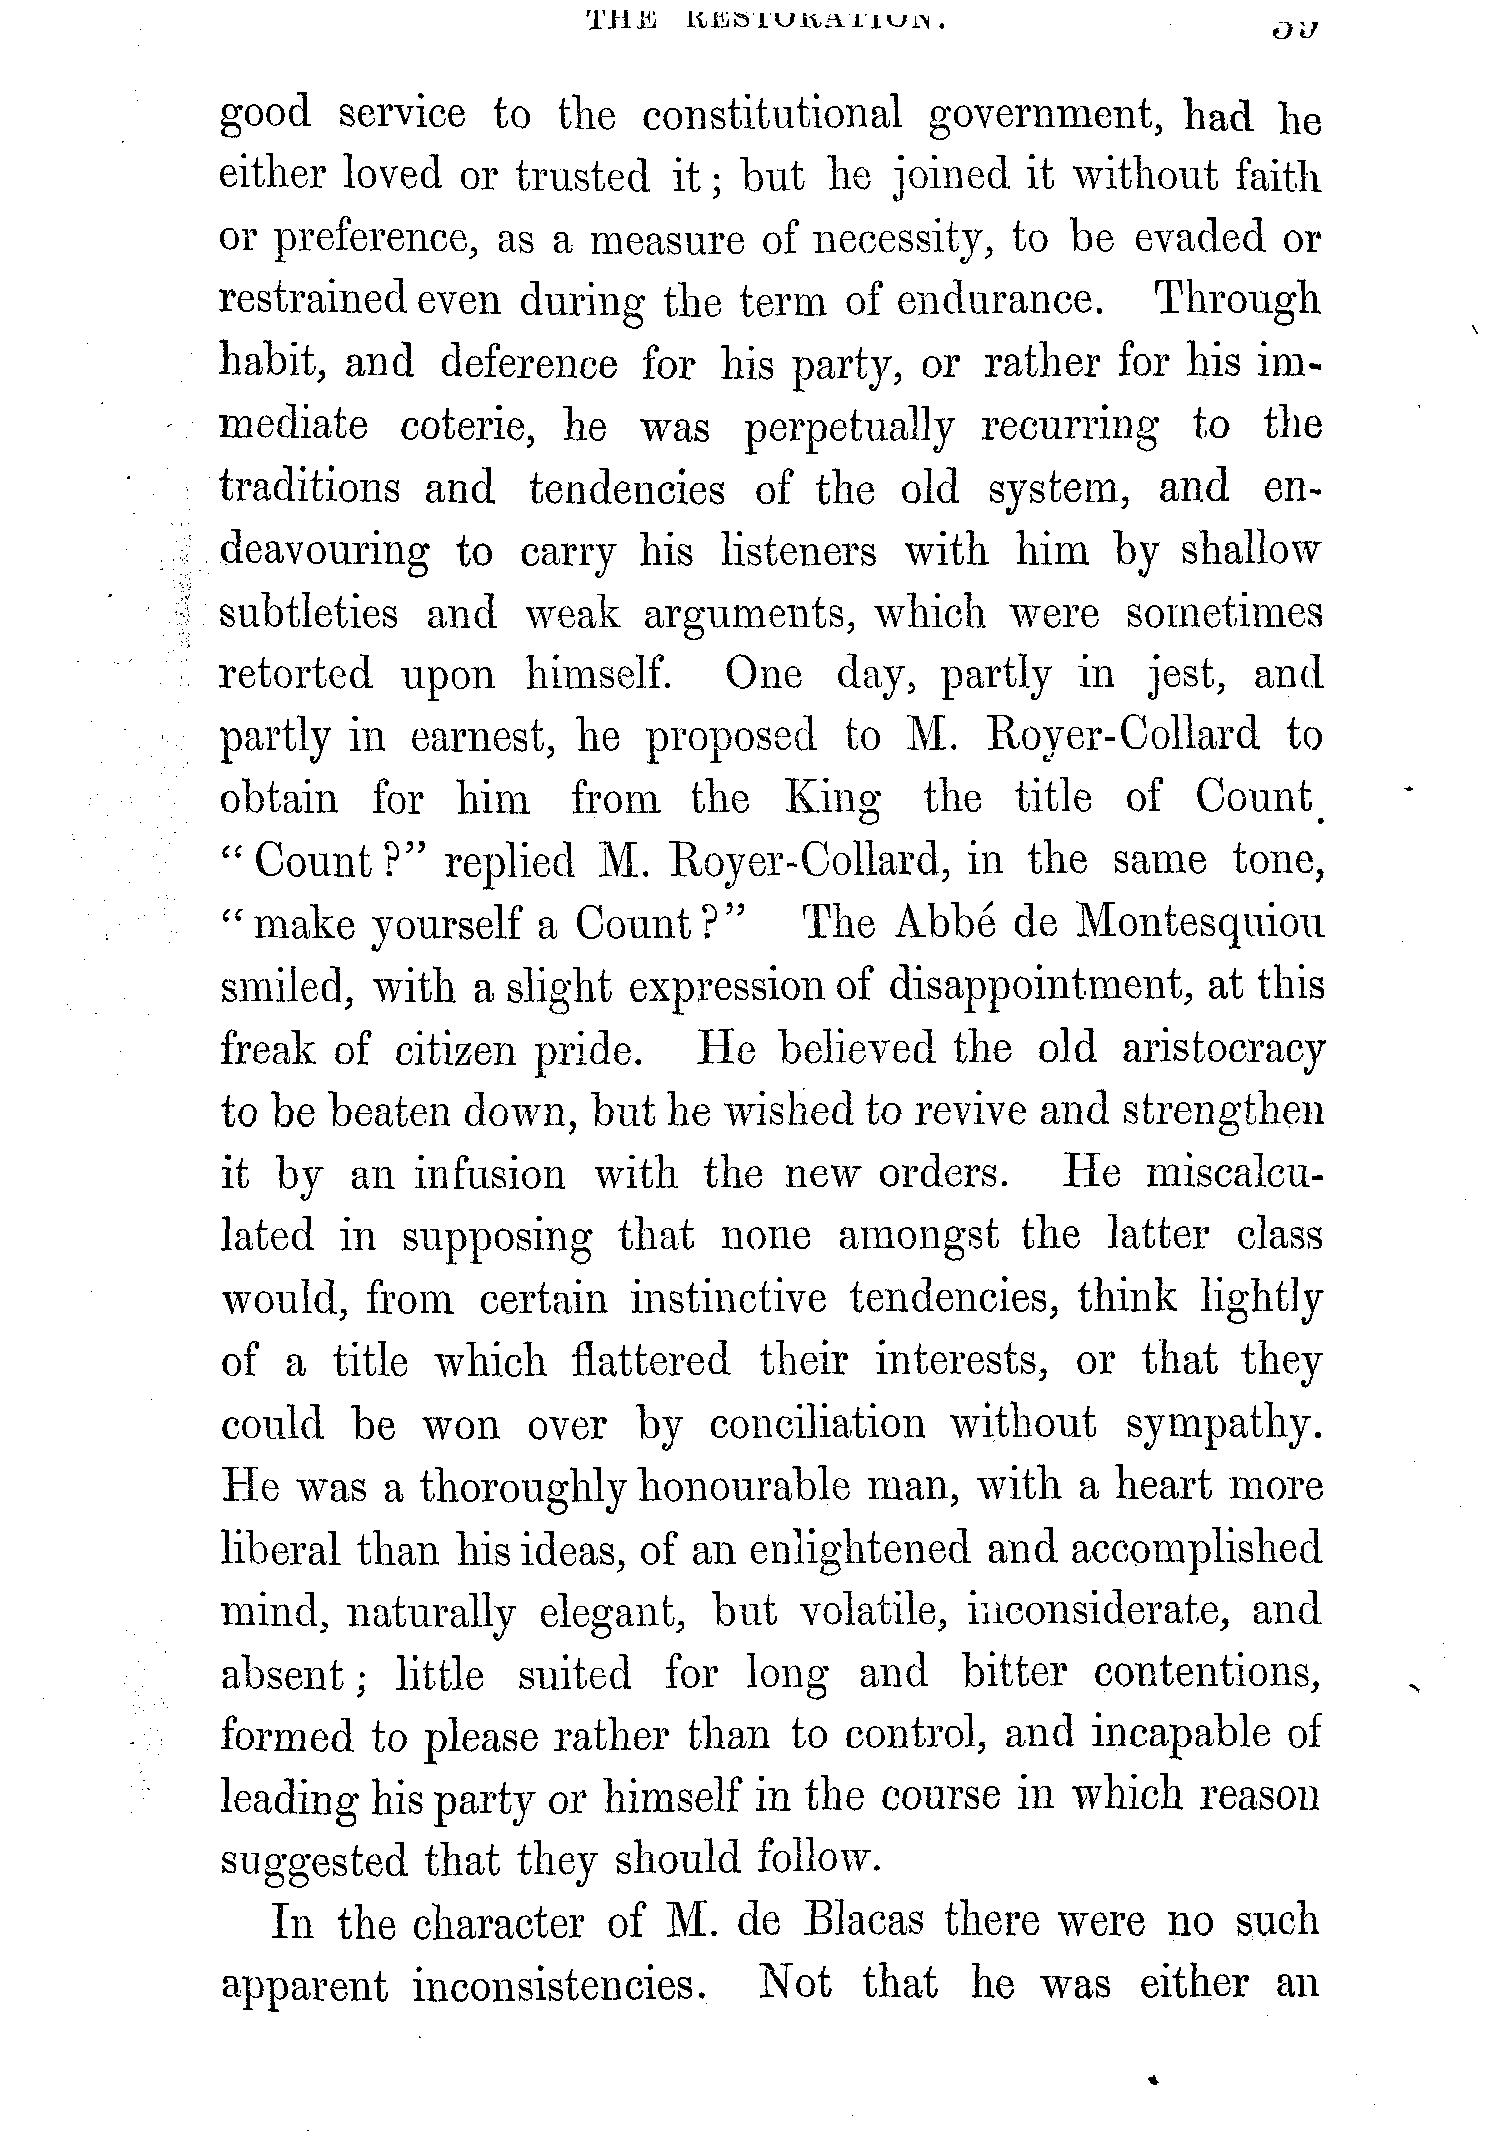 THE RESTORATION.
good service to the constitutional government, had he
either loved or trusted it; but he joined it without faith
or preference, as a measure of necessity, to be evaded or
restrained even during the term of endurance. Through
habit, and deference for his party, or rather for his im-
mediate coterie, he was perpetually recurring to the
traditions and tendencies of the old system, and en-
deavouring to carry his listeners with him by shallow
subtleties and weak arguments, which were sometimes
retorted upon himself. One day, partly in jest, and
partly in earnest, he proposed to M. Royer-Collard to
obtain for him from the King the title of Count.
“Count?” replied M. Royer-Collard, in the same tone,
“make yourself a Count?” The Abbé de Montesquiou
smiled, with a slight expression of disappointment, at this
freak of citizen pride. He believed the old aristocracy
to be beaten down, but he wished to revive and strengthen
it by an infusion with the new orders. He miscalcu-
lated in supposing that none amongst the latter class
would, from certain instinctive tendencies, think lightly
of a title which flattered their interests, or that they
could be won over by conciliation without sympathy.
He was a thoroughly honourable man, with a heart more
liberal than his ideas, of an enlightened and accomplished
mind, naturally elegant, but volatile, inconsiderate, and
absent; little suited for long and bitter contentions,
formed to please rather than to control, and incapable of
leading his party or himself in the course in which reason
suggested that they should follow.
In the character of M. de Blacas there were no such
apparent inconsistencies. Not that he was either an